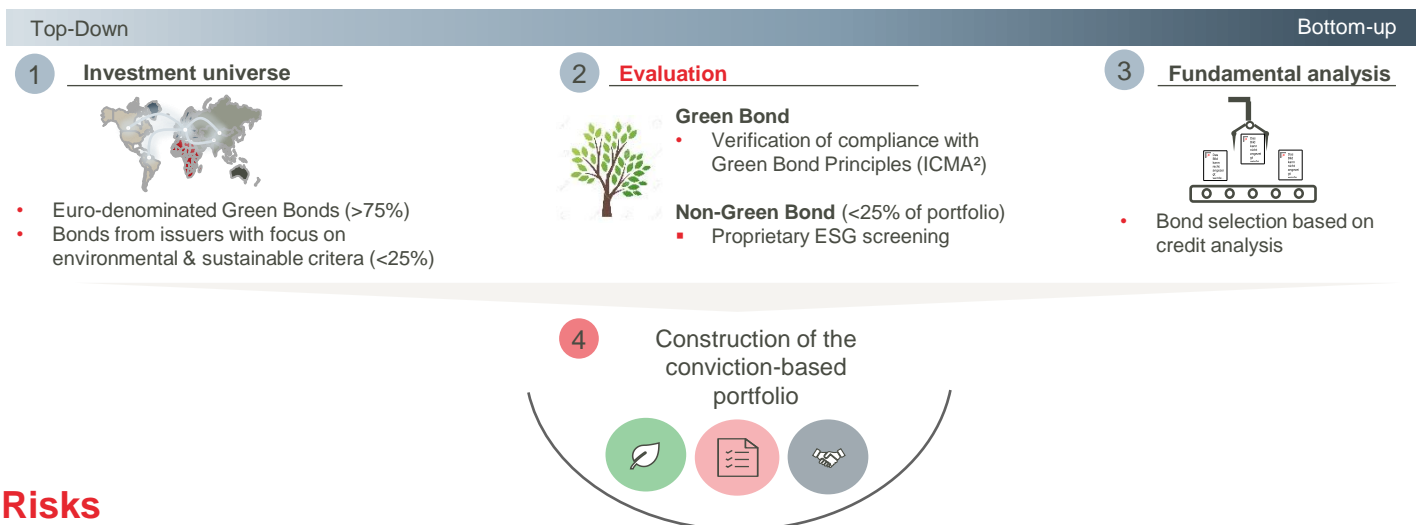 Top-Down
Bottom-up
1
Investment universe
• Euro-denominated Green Bonds (>75%)
• Bonds from issuers with focus on
environmental & sustainable critera (<25%)
2
Evaluation
Green Bond
• Verification of compliance with
Green Bond Principles (ICMA²)
Non-Green Bond (<25% of portfolio)
▪ Proprietary ESG screening
3
Fundamental analysis
• Bond selection based on
credit analysis
4
Construction of the
conviction-based
portfolio
Risks